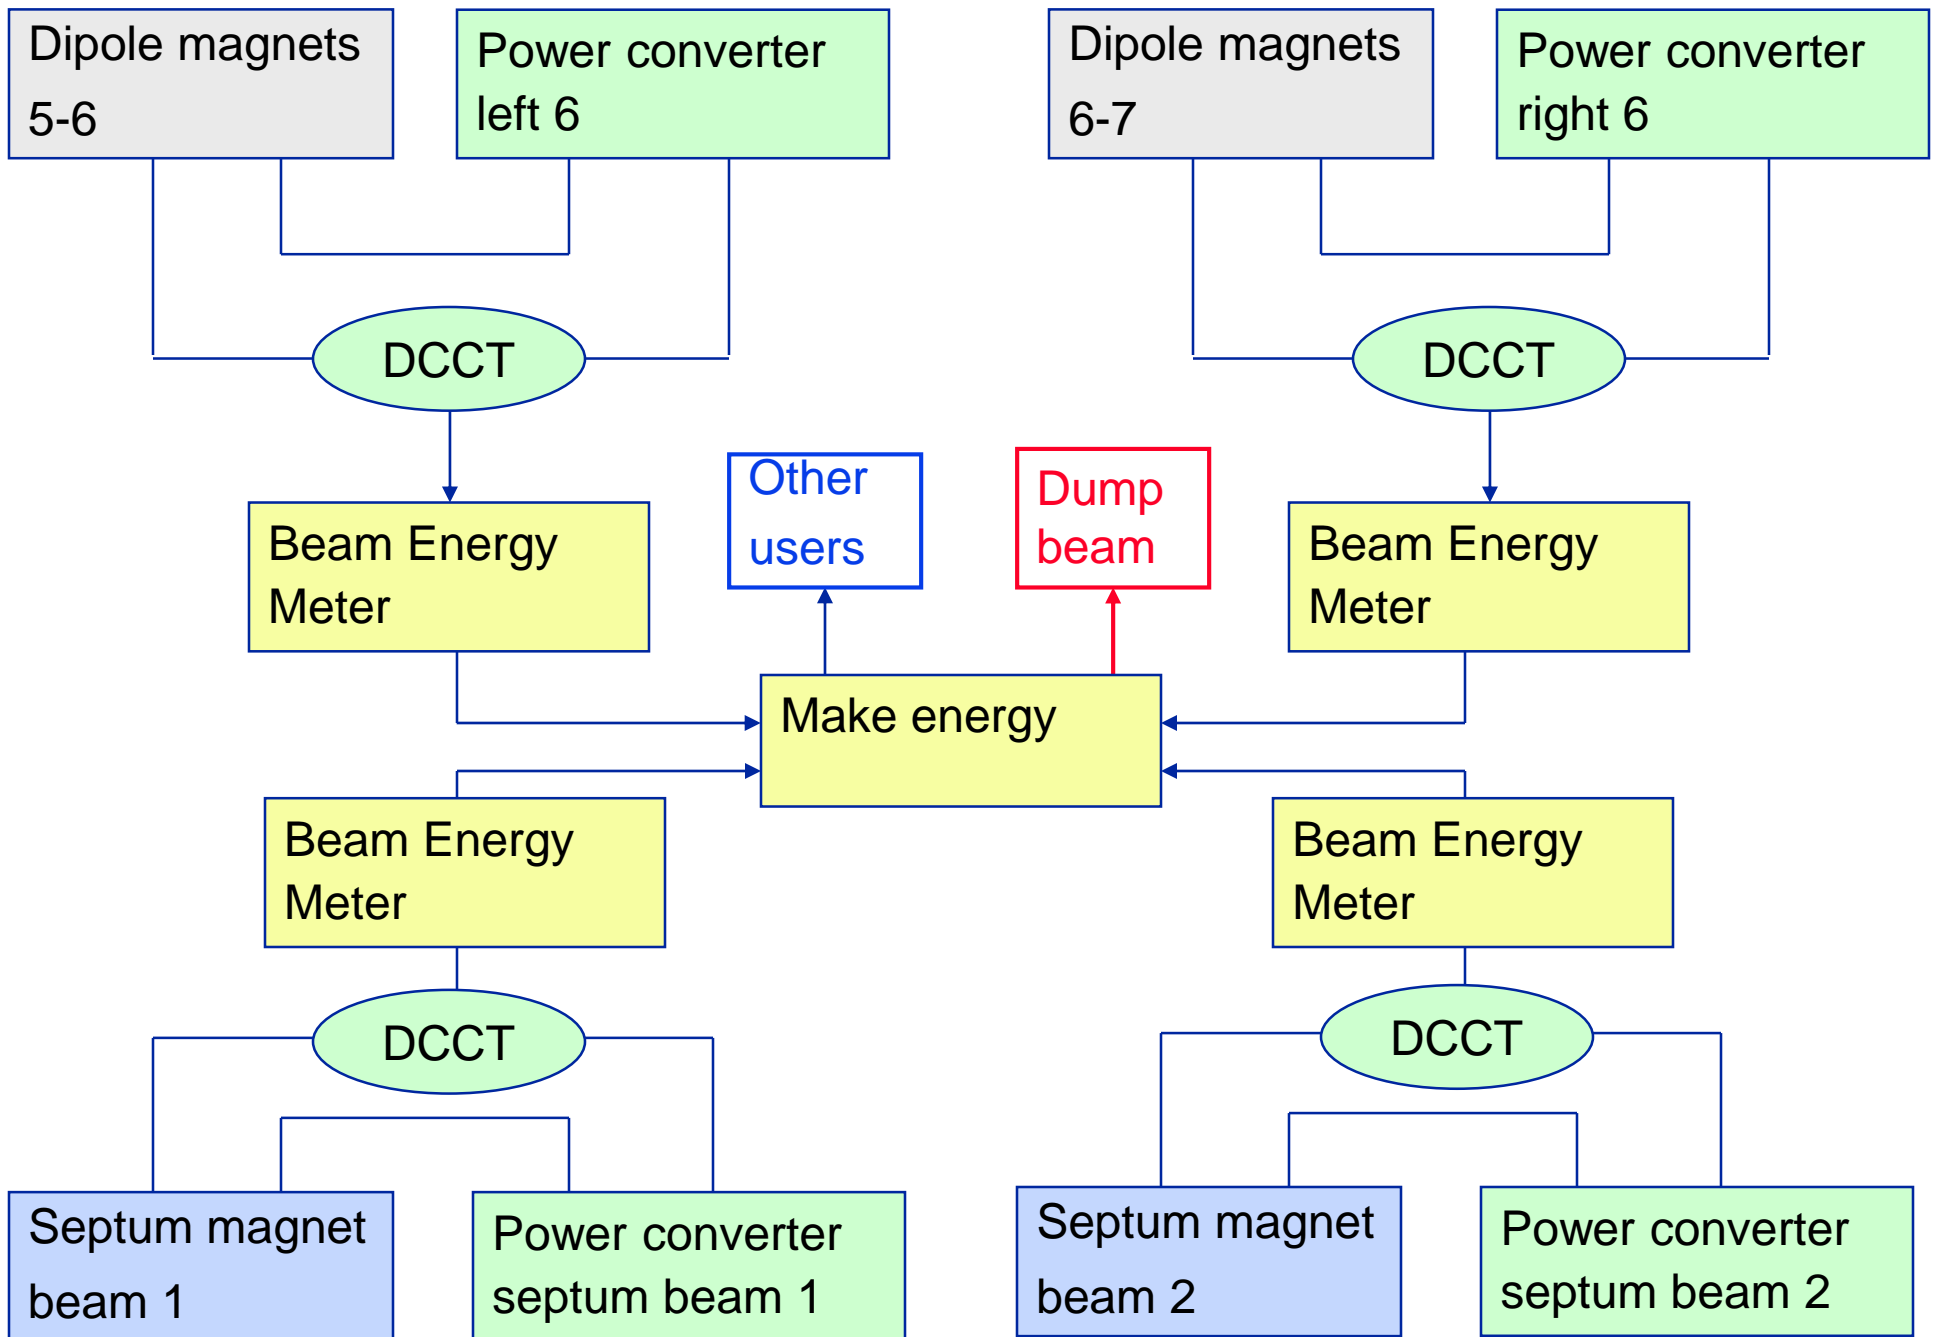 Dipole magnets
5-6
Power converter
left 6
Dipole magnets
6-7
Power converter
right 6
DCCT
DCCT
Other
users
Dump
beam
Beam Energy
Meter
Beam Energy
Meter
Make energy
Beam Energy
Meter
Beam Energy
Meter
DCCT
DCCT
Septum magnet
beam 1
Power converter
septum beam 1
Septum magnet
beam 2
Power converter
septum beam 2